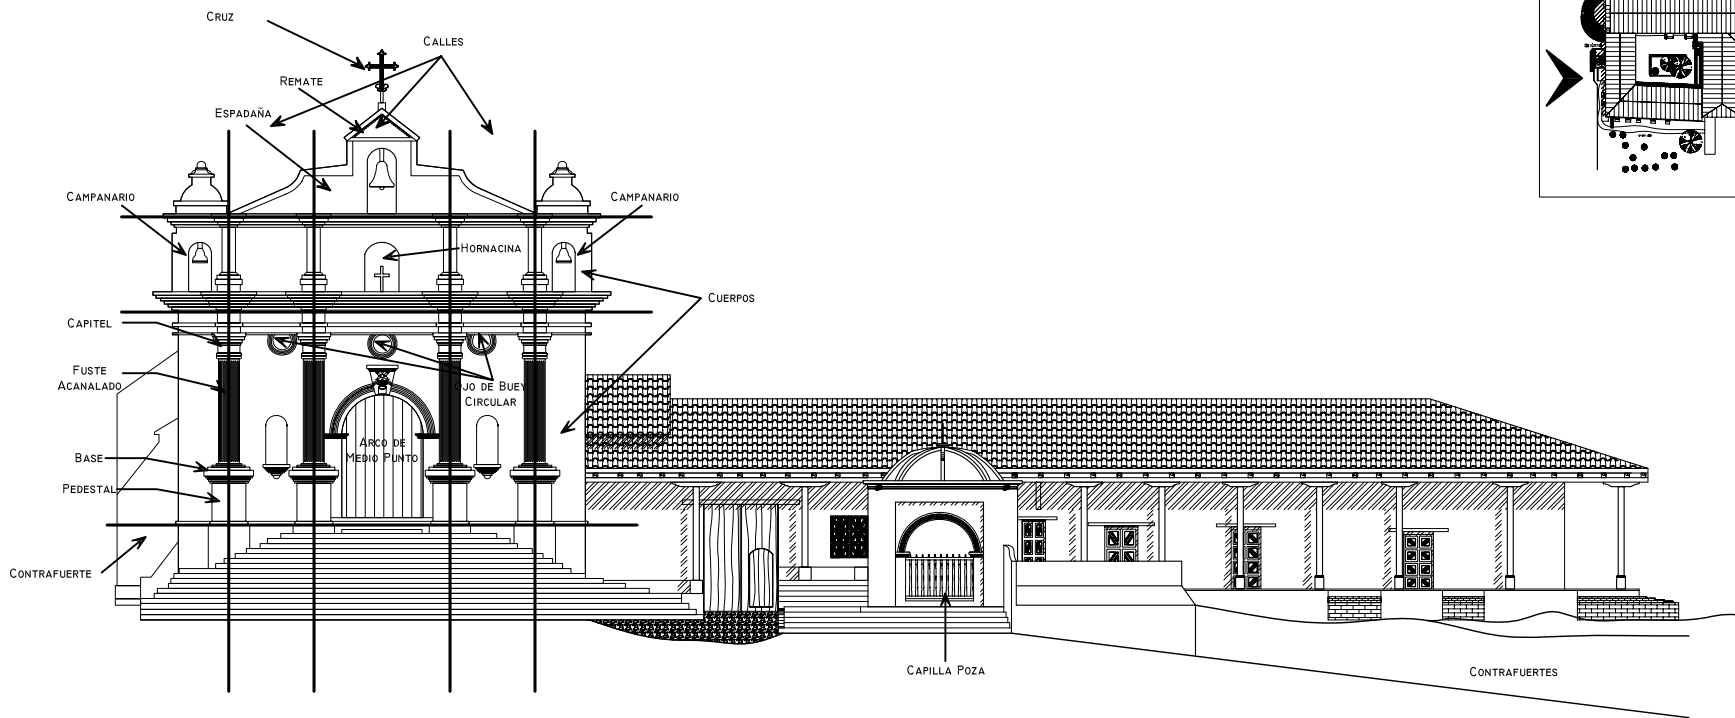 Cruz
Calles
Remate
Espadaña
Campanario
Campanario
Hornacina
Cuerpos
Capitel
Fuste
Acanalado
Ojo de Buey
Circular
Arco de
Medio Punto
Base
Pedestal
Contrafuerte
Capilla Poza
Contrafuertes